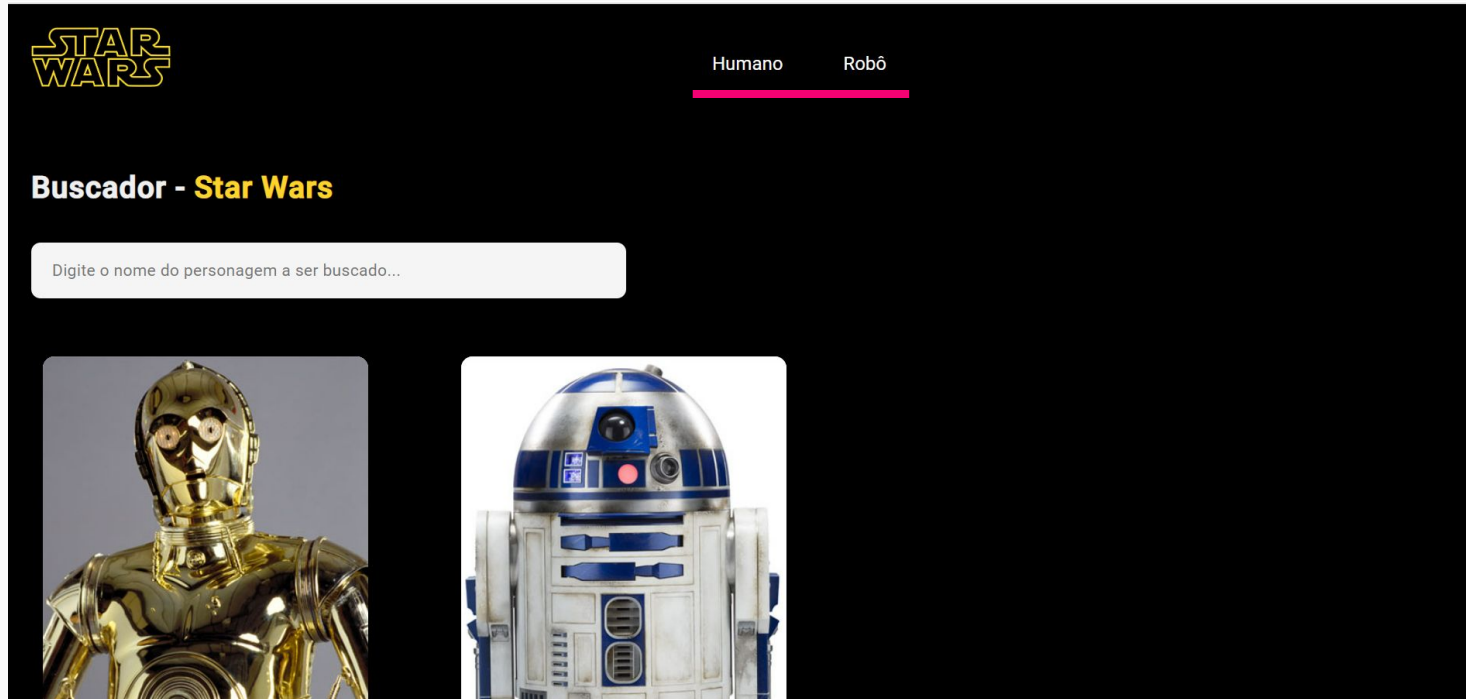 STAR
WARS
Humano Robô
Buscador - Star Wars
Digite o nome do personagem a ser buscado...